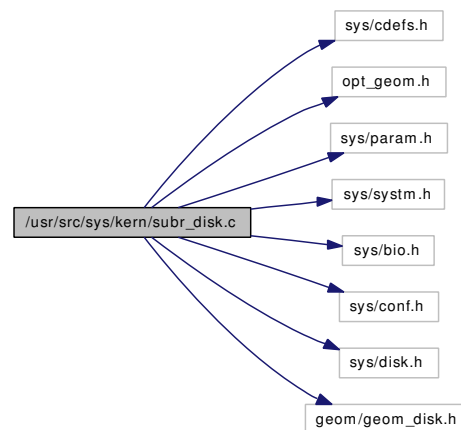 sys/cdefs.h
opt_geom.h
sys/param.h
sys/systm.h
/usr/src/sys/kern/subr_disk.c
sys/bio.h
sys/conf.h
sys/disk.h
geom/geom_disk.h